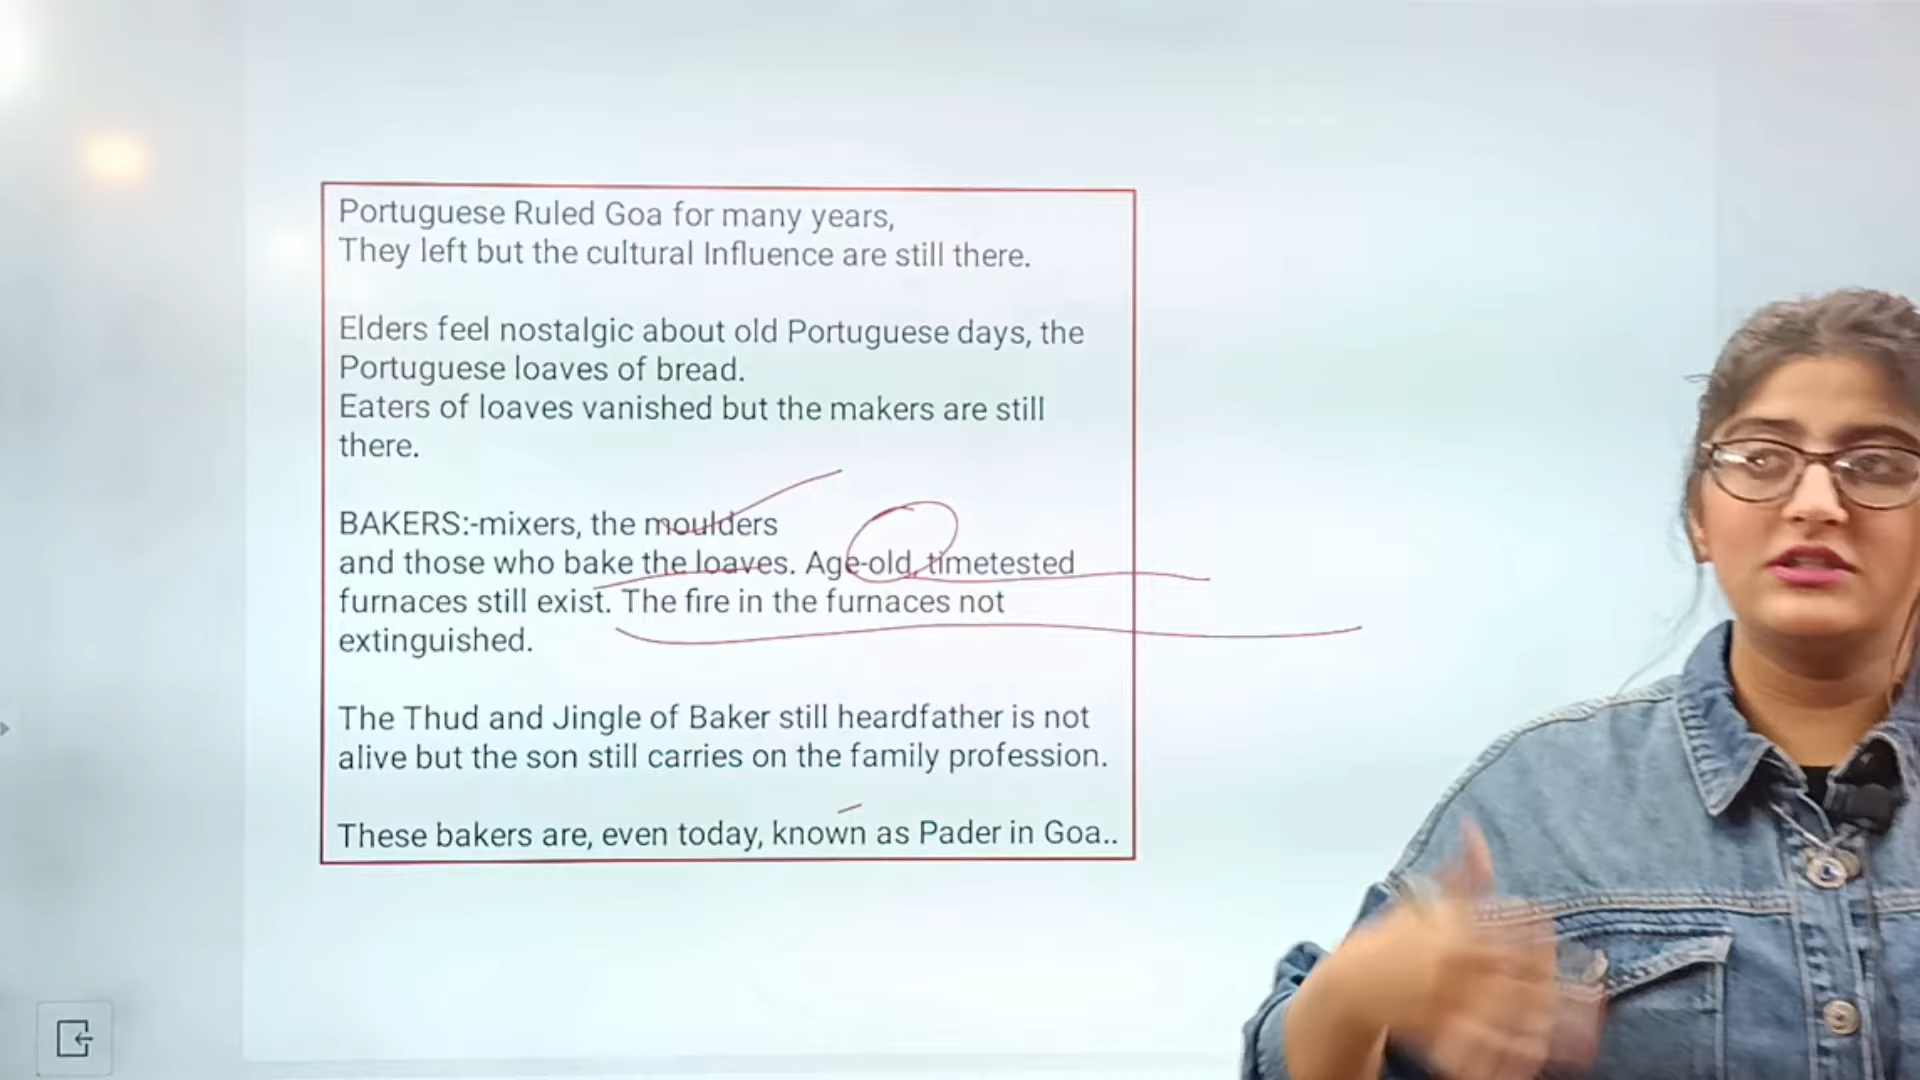 Portuguese Ruled Goa for many years,
They left but the cultural Influence are still there.
Elders feel nostalgic about old Portuguese days, the
Portuguese loaves of bread.
Eaters of loaves vanished but the makers are still
there.
BAKERS:-mixers, the moulders
and those who bake the loaves. Age-old, timetested
furnaces still exist. The fire in the furnaces not
extinguished.
The Thud and Jingle of Baker still heardfather is not
alive but the son still carries on the family profession.
These bakers are, even today, known as Pader in Goa..